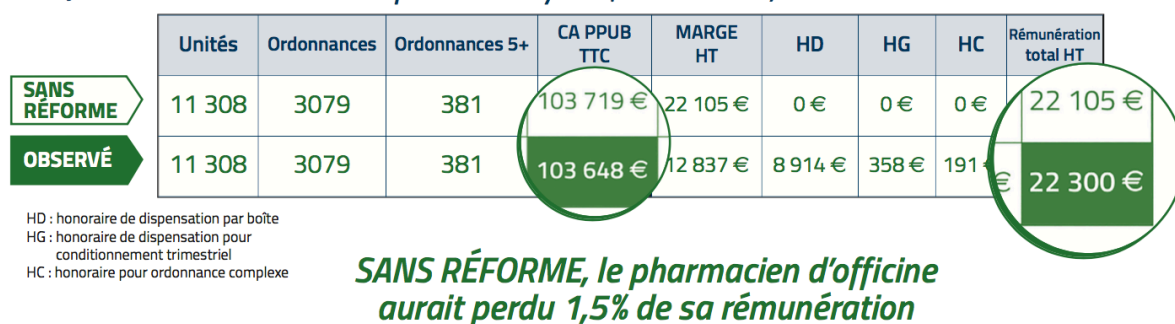 Unités Ordonnances Ordonnances 5+ CA PPUB TTC MARGE HT HD HG HC Rémunération total HT
SANS RÉFORME 11 308 3079 381 103 719 € 22 105 € 0 € 0 € 0 € 22 105 €
OBSERVÉ 11 308 3079 381 103 648 € 12 837 € 8 914 € 358 € 191 € 22 300 €
HD : honoraire de dispensation par boîte
HG : honoraire de dispensation pour
conditionnement trimestriel
HC : honoraire pour ordonnance complexe
SANS RÉFORME, le pharmacien d'officine
aurait perdu 1,5% de sa rémunération